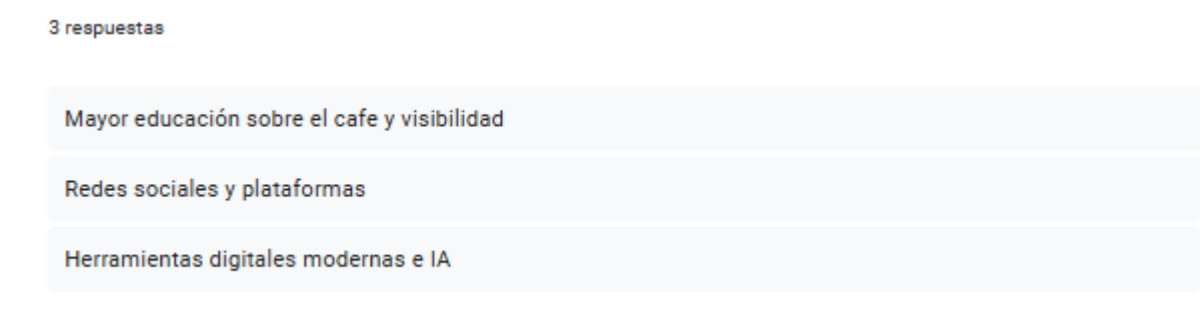 3 respuestas
Mayor educación sobre el cafe y visibilidad
Redes sociales y plataformas
Herramientas digitales modernas e IA